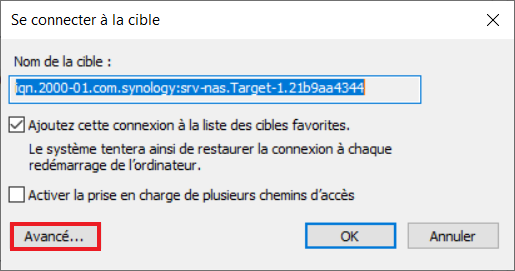 Se connecter à la cible
Nom de la cible :
iqn.2000-01.com.synology:srv-nas.Target-1.21b9aa4344
Ajoutez cette connexion à la liste des cibles favorites.
Le système tentera ainsi de restaurer la connexion à chaque
redémarrage de l'ordinateur.
Activer la prise en charge de plusieurs chemins d'accès
Avancé... OK Annuler